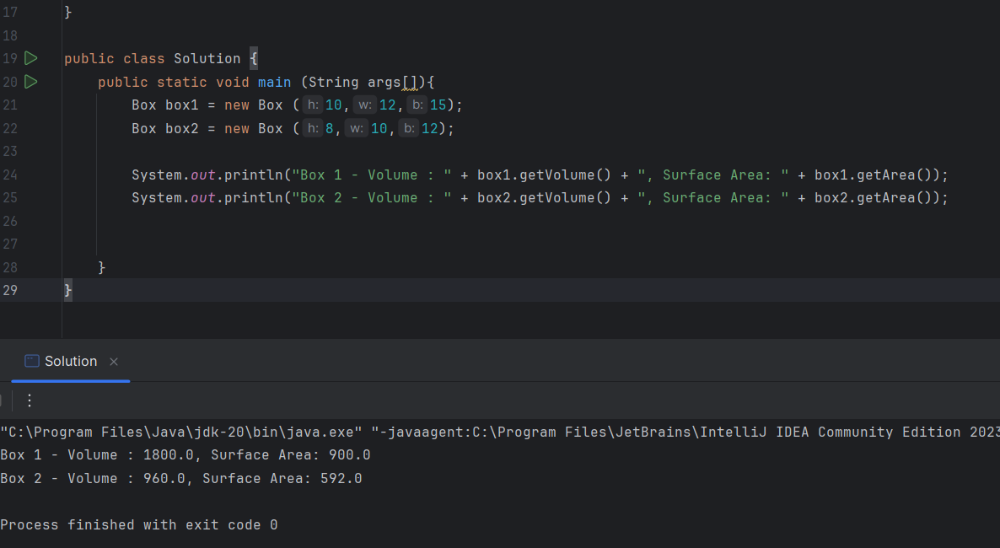 17 }
18
19 public class Solution {
20 public static void main (String args[]){
21 Box box1 = new Box ( h: 10, w: 12, b: 15);
22 Box box2 = new Box ( h: 8, w: 10, b: 12);
23
24 System.out.println("Box 1 - Volume : " + box1.getVolume() + ", Surface Area: " + box1.getArea());
25 System.out.println("Box 2 - Volume : " + box2.getVolume() + ", Surface Area: " + box2.getArea());
26
27
28 }
29 }
Solution
"C:\Program Files\Java\jdk-20\bin\java.exe" "-javaagent:C:\Program Files\JetBrains\IntelliJ IDEA Community Edition 2023
Box 1 - Volume : 1800.0, Surface Area: 900.0
Box 2 - Volume : 960.0, Surface Area: 592.0
Process finished with exit code 0